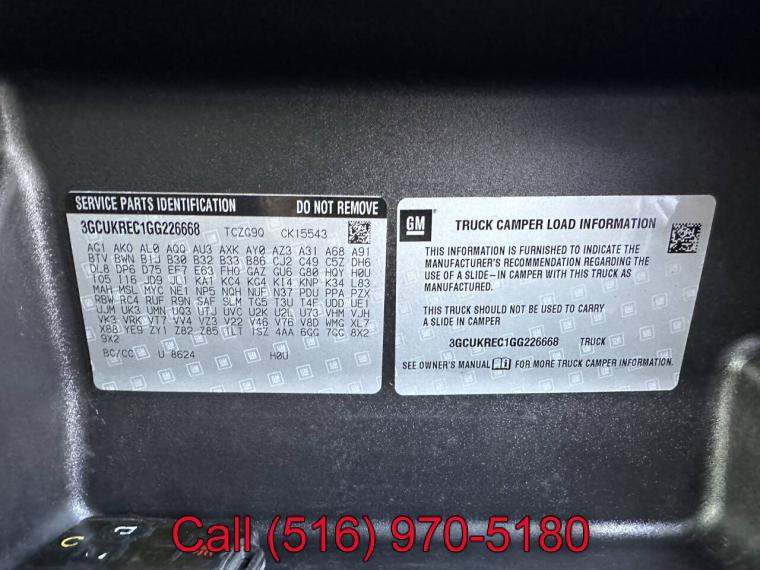 SERVICE PARTS IDENTIFICATION DO NOT REMOVE
3GCUKREC1GG226668 TCZG9Q CK15543
AG1 AKO AL0 AQQ AU3 AXK AY0 AZ3 A31 A68 A91
BTV BWN B1J B30 B32 B33 B86 CJ2 C49 C5Z DH6
DL8 DP6 D75 EF7 E63 FHO GAZ GU6 G80 HQY H0U
IO5 I16 JD9 JL1 KA1 KC4 KG4 KI4 KNP K34 L83
MAH MSL MYC NE1 NP5 NQH NUF N37 PDU PPA PZX
RBW RC4 RUF R9N SAF SLM TG5 T3U T4F UDD UE1
UJM UK3 UMN UQ3 UTJ UVC U2K U2L U73 VHM VJH
VK3 VRK VT7 VV4 VZ3 V22 V46 V76 V8D WMG XL7
X88 YE9 ZY1 Z82 Z85 1LT 1SZ 4AA 6GG 7GG 8X2
9X2
BC/CC U 8624 H0U
GM TRUCK CAMPER LOAD INFORMATION
THIS INFORMATION IS FURNISHED TO INDICATE THE
MANUFACTURER'S RECOMMENDATION REGARDING THE
USE OF A SLIDE-IN CAMPER WITH THIS TRUCK AS
MANUFACTURED.
THIS TRUCK SHOULD NOT BE USED TO CARRY
A SLIDE IN CAMPER
3GCUKREC1GG226668 TRUCK
SEE OWNER'S MANUAL FOR MORE TRUCK CAMPER INFORMATION.
Call (516) 970-5180